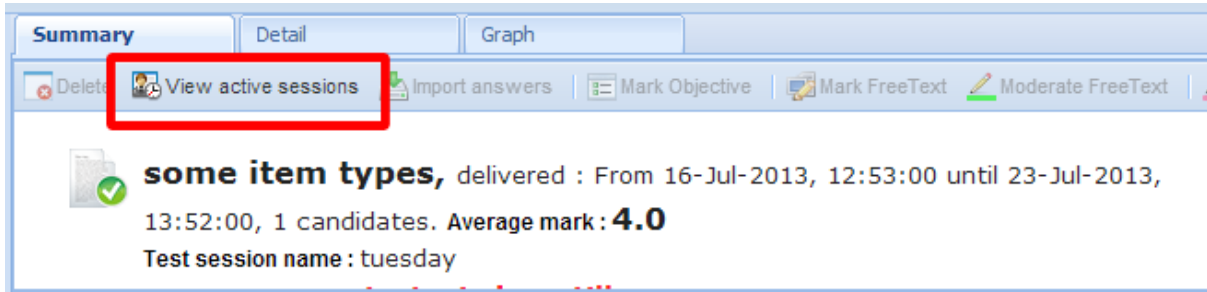 Summary Detail Graph
Delete View active sessions Import answers Mark Objective Mark FreeText Moderate FreeText
some item types, delivered : From 16-Jul-2013, 12:53:00 until 23-Jul-2013,
13:52:00, 1 candidates. Average mark : 4.0
Test session name : tuesday